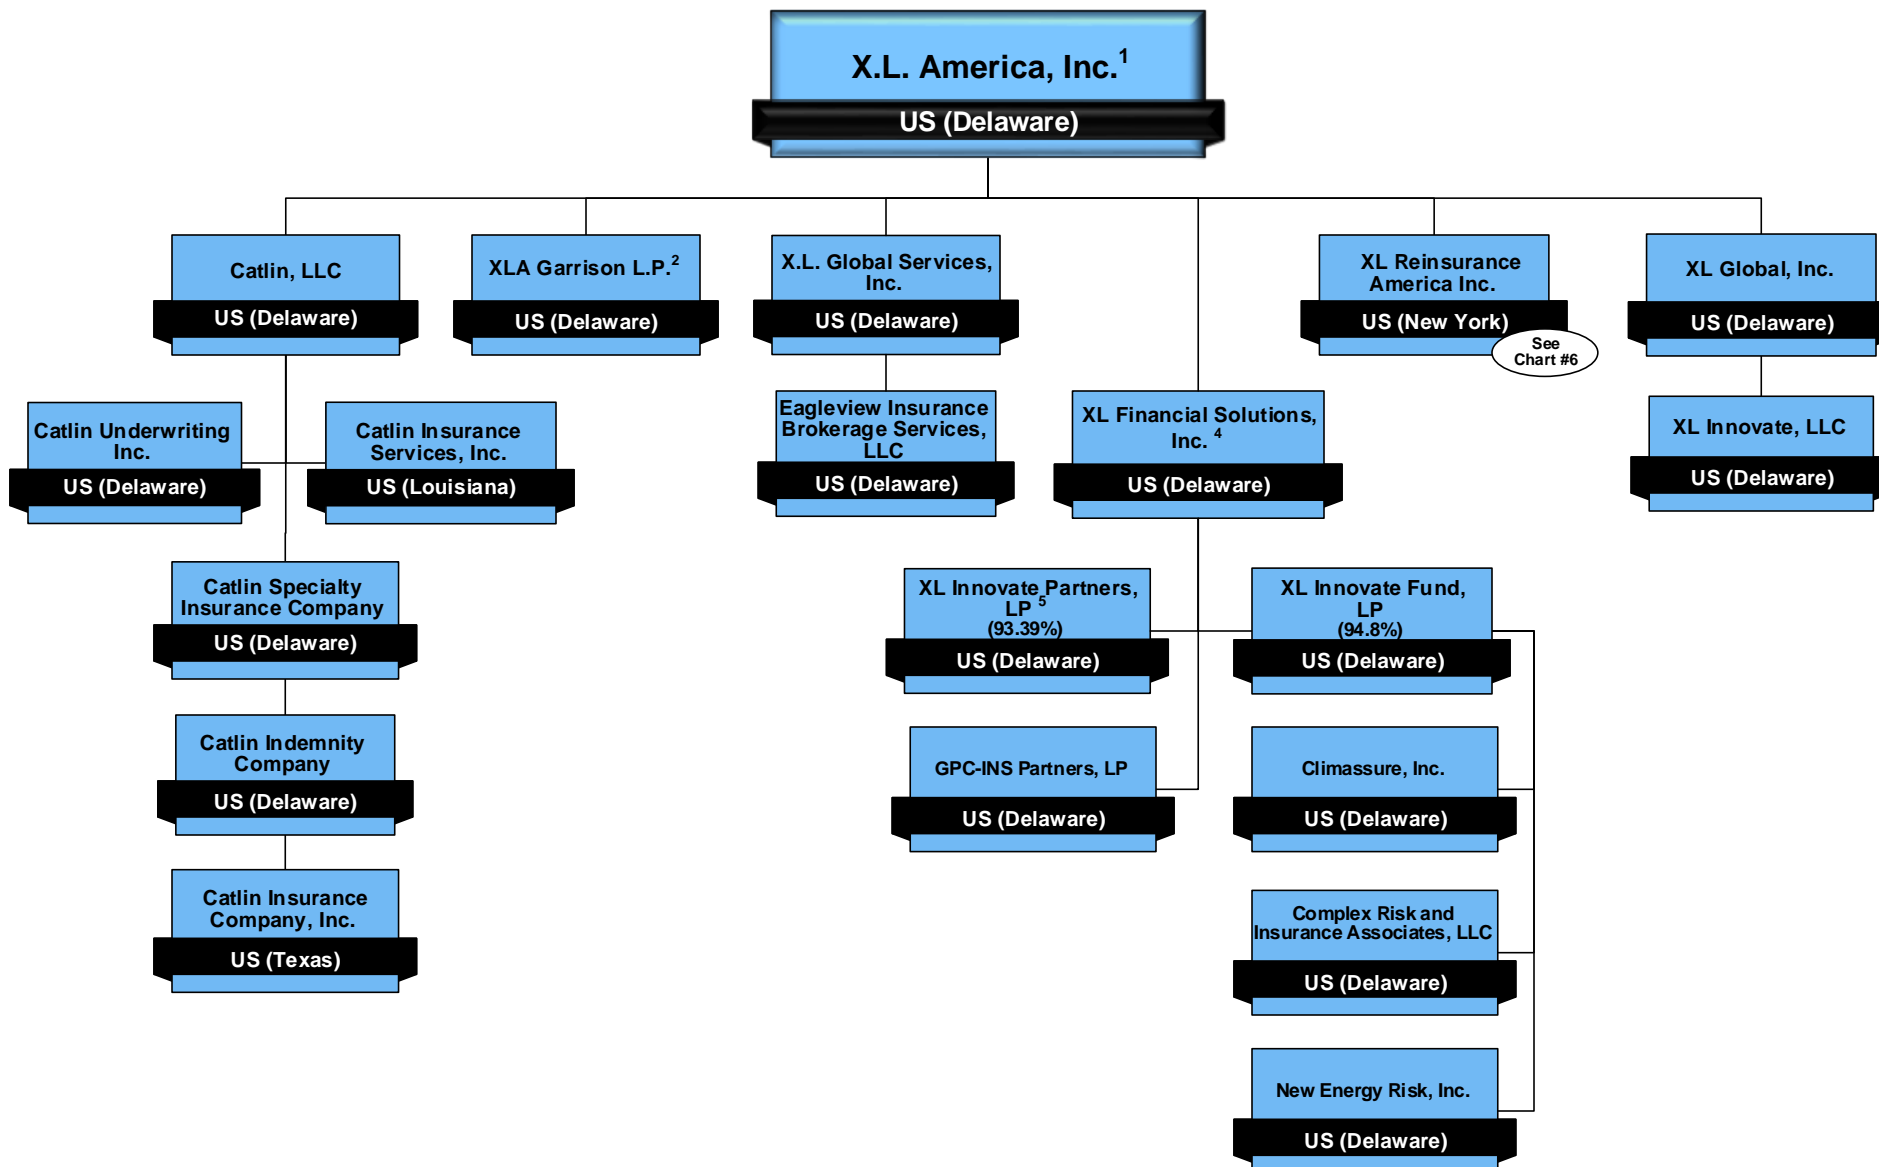 X.L. America, Inc.1
US (Delaware)
Catlin, LLC
US (Delaware)
XLA Garrison L.P.2
US (Delaware)
X.L. Global Services,
Inc.
US (Delaware)
XL Reinsurance
America Inc.
US (New York)
See
Chart #6
XL Global, Inc.
US (Delaware)
Catlin Underwriting
Inc.
US (Delaware)
Catlin Insurance
Services, Inc.
US (Louisiana)
Eagleview Insurance
Brokerage Services,
LLC
US (Delaware)
XL Financial Solutions,
Inc. 4
US (Delaware)
XL Innovate, LLC
US (Delaware)
Catlin Specialty
Insurance Company
US (Delaware)
XL Innovate Partners,
LP 5
(93.39%)
US (Delaware)
XL Innovate Fund,
LP
(94.8%)
US (Delaware)
Catlin Indemnity
Company
US (Delaware)
GPC-INS Partners, LP
US (Delaware)
Climassure, Inc.
US (Delaware)
Catlin Insurance
Company, Inc.
US (Texas)
Complex Risk and
Insurance Associates, LLC
US (Delaware)
New Energy Risk, Inc.
US (Delaware)